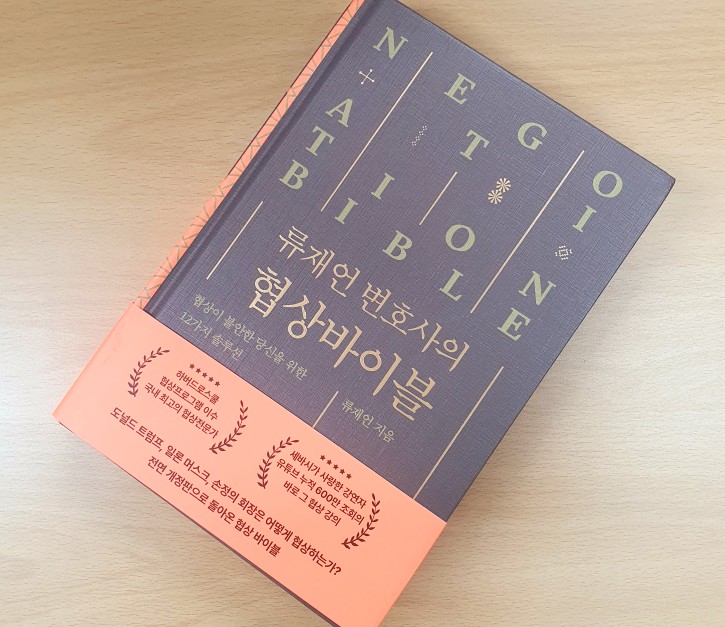 N E G O
A T I
T I O N
B I B L E
류재언 변호사의
협상바이블
협상이 불안한 당신을 위한
12가지 솔루션
류재언 지음
하버드로스쿨
협상프로그램 이수
국내 최고의 협상전문가
세바시가 사랑한 강연자
유튜브 누적 600만 조회의
바로 그 협상 강의
도널드 트럼프, 일론 머스크, 손정의 회장은 어떻게 협상하는가?
전면 개정판으로 돌아온 협상 바이블